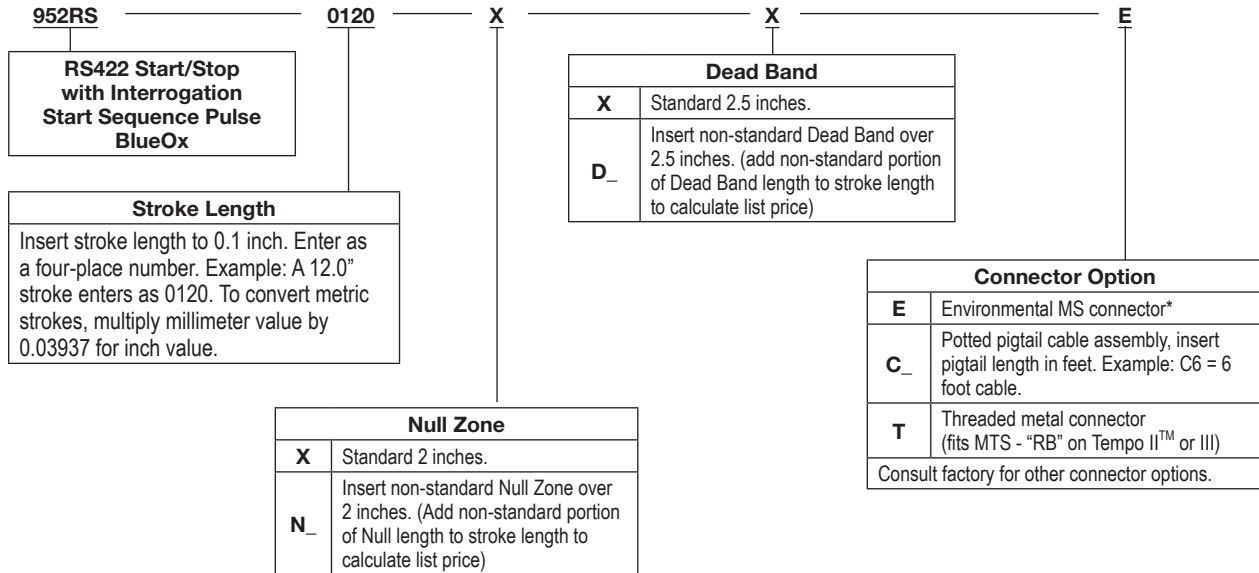 952RS 0120 X X E
RS422 Start/Stop
with Interrogation
Start Sequence Pulse
BlueOx
Stroke Length
Insert stroke length to 0.1 inch. Enter as
a four-place number. Example: A 12.0”
stroke enters as 0120. To convert metric
strokes, multiply millimeter value by
0.03937 for inch value.
Null Zone
X Standard 2 inches.
N_ Insert non-standard Null Zone over
2 inches. (Add non-standard portion
of Null length to stroke length to
calculate list price)
Dead Band
X Standard 2.5 inches.
D_ Insert non-standard Dead Band over
2.5 inches. (add non-standard portion
of Dead Band length to stroke length
to calculate list price)
Connector Option
E Environmental MS connector*
C_ Potted pigtail cable assembly, insert
pigtail length in feet. Example: C6 = 6
foot cable.
T Threaded metal connector
(fits MTS - “RB” on Tempo II™ or III)
Consult factory for other connector options.